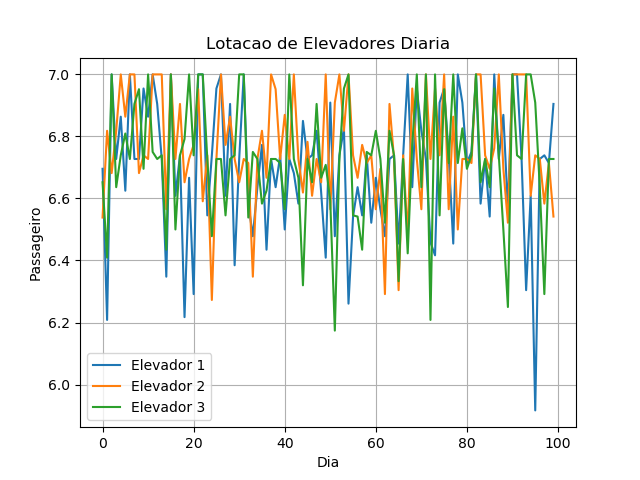 Lotacao de Elevadores Diaria
7.0
6.8
6.6
6.4
6.2
6.0
Passageiro
Elevador 1
Elevador 2
Elevador 3
0 20 40 60 80 100
Dia